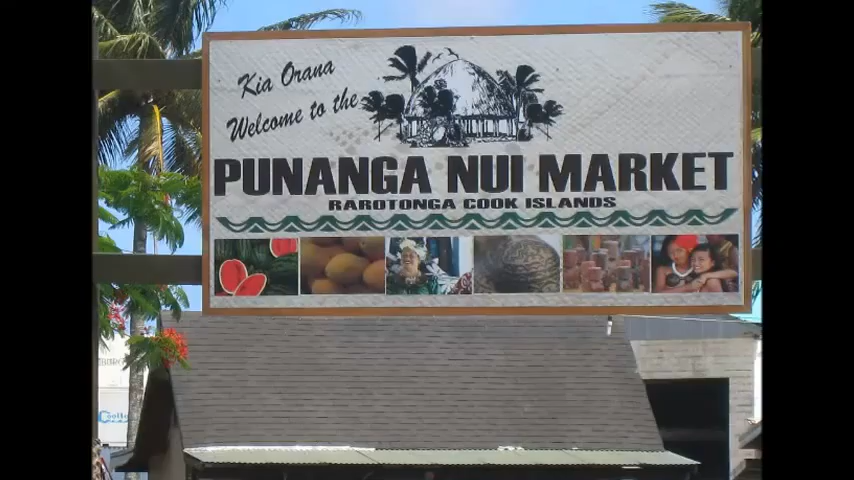 Kia Orana
Welcome to the
PUNANGA NUI MARKET
RAROTONGA COOK ISLANDS